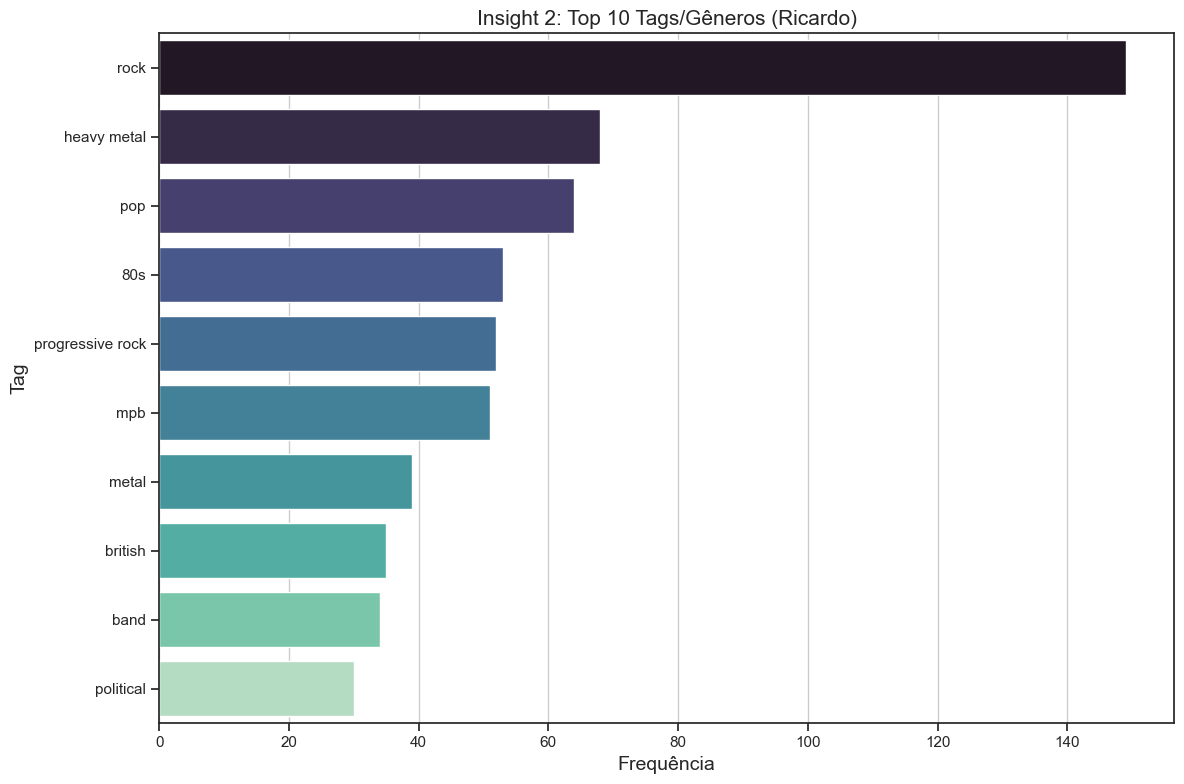 Insight 2: Top 10 Tags/Gêneros (Ricardo)
rock
heavy metal
pop
80s
progressive rock
mpb
metal
british
band
political
Tag
0 20 40 60 80 100 120 140
Frequência